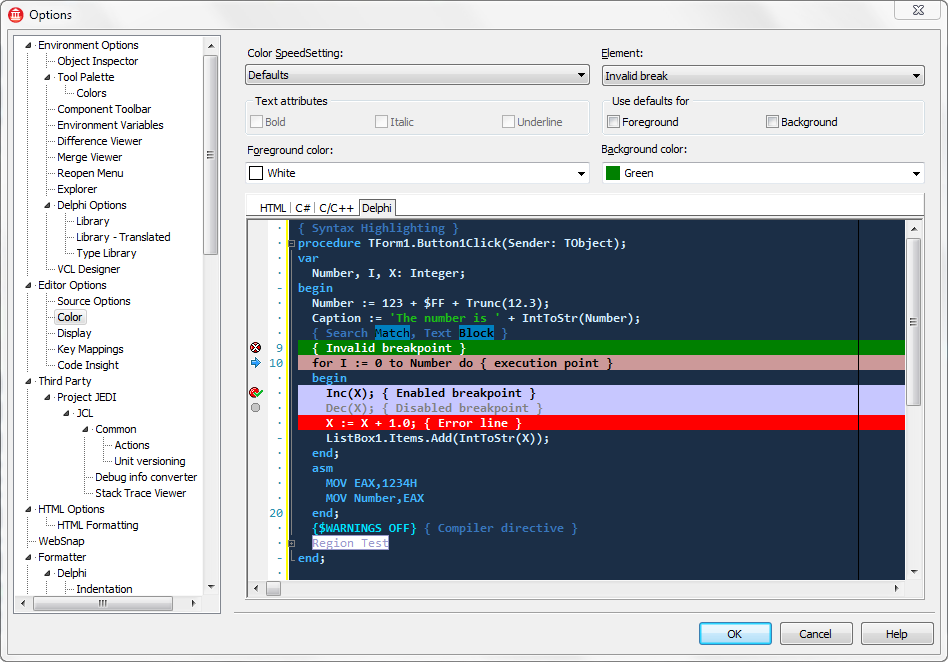 Options
Environment Options
Object Inspector
Tool Palette
Colors
Component Toolbar
Environment Variables
Difference Viewer
Merge Viewer
Reopen Menu
Explorer
Delphi Options
Library
Library - Translated
Type Library
VCL Designer
Editor Options
Source Options
Color
Display
Key Mappings
Code Insight
Third Party
Project JEDI
JCL
Common
Actions
Unit versioning
Debug info converter
Stack Trace Viewer
HTML Options
HTML Formatting
WebSnap
Formatter
Delphi
Indentation
Color SpeedSetting:
Defaults
Element:
Invalid break
Text attributes
Bold Italic Underline
Use defaults for
Foreground Background
Foreground color:
White
Background color:
Green
HTML C# C/C++ Delphi
{ Syntax Highlighting }
procedure TForm1.Button1Click(Sender: TObject);
var
Number, I, X: Integer;
begin
Number := 123 + $FF + Trunc(12.3);
Caption := 'The number is ' + IntToStr(Number);
{ Search Match, Text Block }
9 { Invalid breakpoint }
10 for I := 0 to Number do { execution point }
begin
Inc(X); { Enabled breakpoint }
Dec(X); { Disabled breakpoint }
X := X + 1.0; { Error line }
ListBox1.Items.Add(IntToStr(X));
end;
asm
MOV EAX,1234H
MOV Number,EAX
20 end;
{$WARNINGS OFF} { Compiler directive }
Region Test
end;
OK Cancel Help